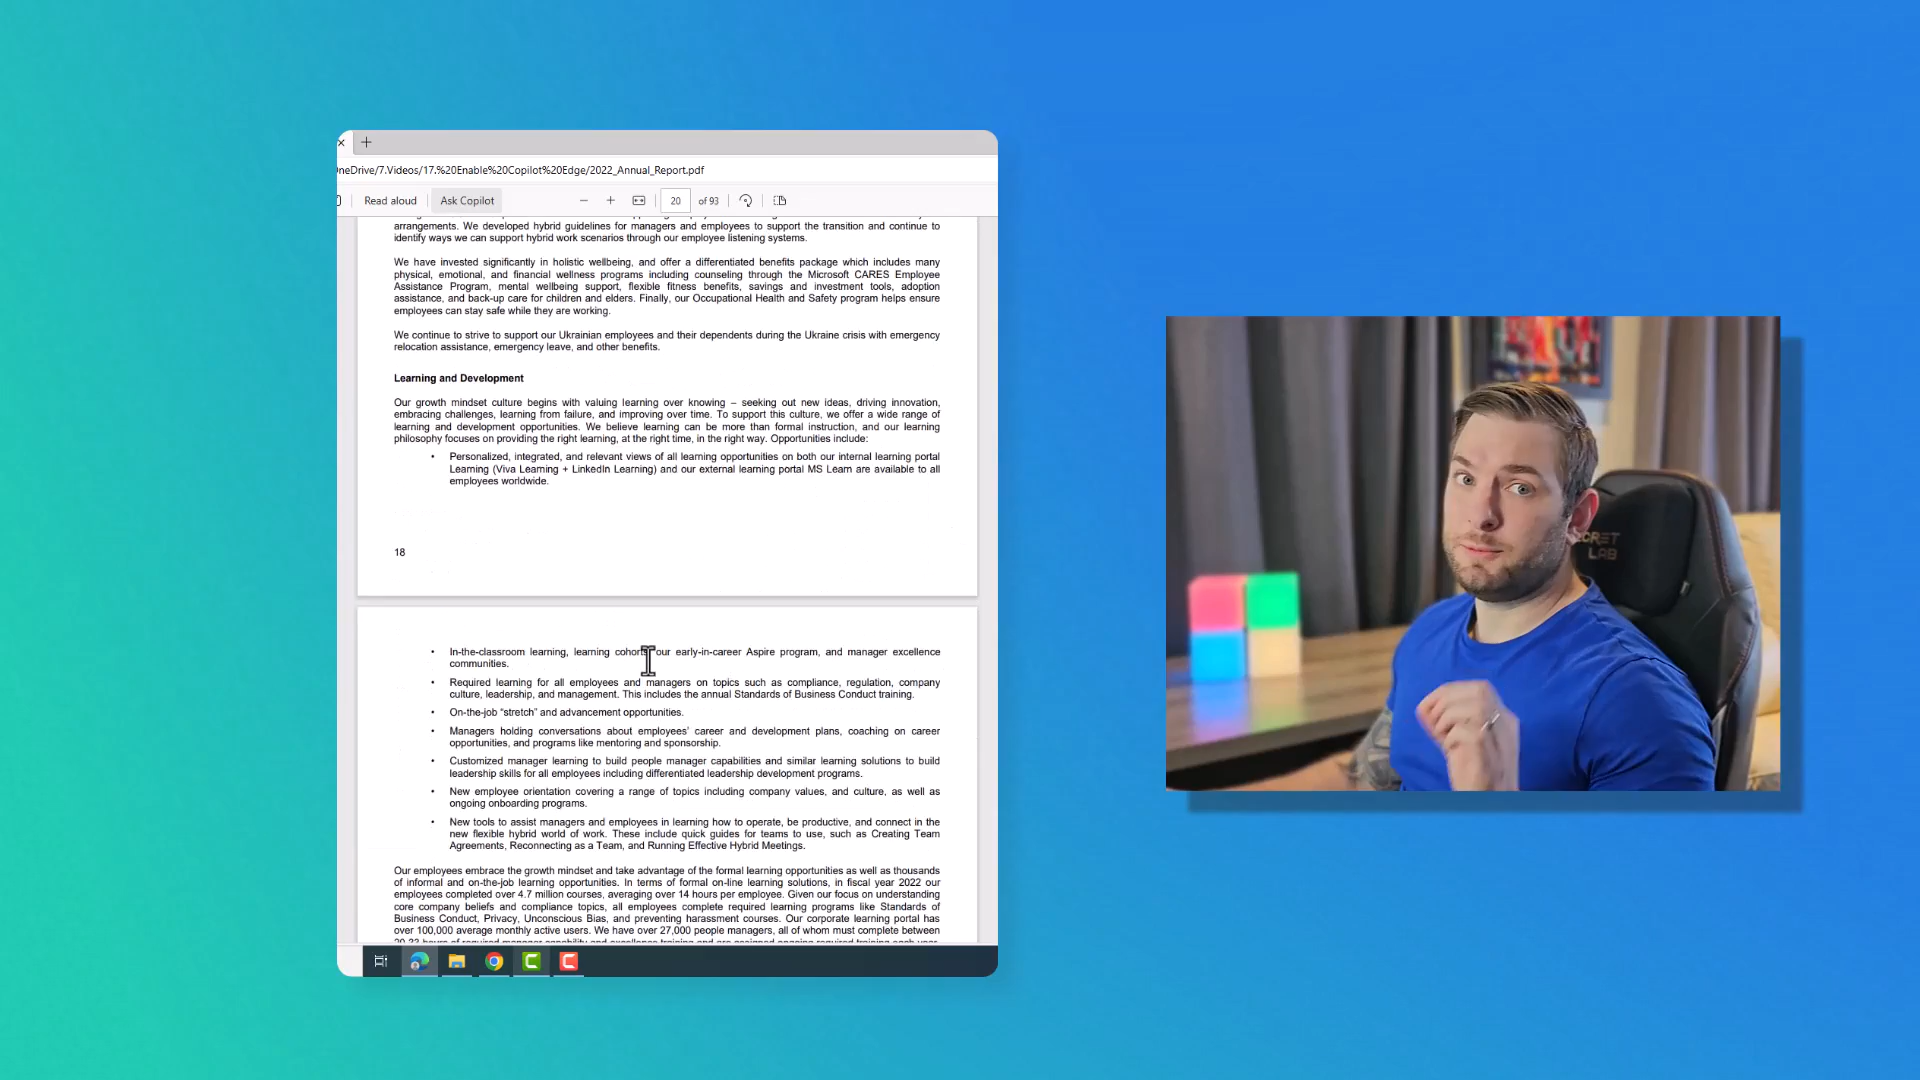 neDrive/7.Videos/17.%20Enable%20Copilot%20Edge/2022_Annual_Report.pdf
Read aloud Ask Copilot 20 of 93
arrangements. We developed hybrid guidelines for managers and employees to support the transition and continue to
identify ways we can support hybrid work scenarios through our employee listening systems.
We have invested significantly in holistic wellbeing, and offer a differentiated benefits package which includes many
physical, emotional, and financial wellness programs including counseling through the Microsoft CARES Employee
Assistance Program, mental wellbeing support, flexible fitness benefits, savings and investment tools, adoption
assistance, and back-up care for children and elders. Finally, our Occupational Health and Safety program helps ensure
employees can stay safe while they are working.
We continue to strive to support our Ukrainian employees and their dependents during the Ukraine crisis with emergency
relocation assistance, emergency leave, and other benefits.
Learning and Development
Our growth mindset culture begins with valuing learning over knowing – seeking out new ideas, driving innovation,
embracing challenges, learning from failure, and improving over time. To support this culture, we offer a wide range of
learning and development opportunities. We believe learning can be more than formal instruction, and our learning
philosophy focuses on providing the right learning, at the right time, in the right way. Opportunities include:
• Personalized, integrated, and relevant views of all learning opportunities on both our internal learning portal
Learning (Viva Learning + LinkedIn Learning) and our external learning portal MS Learn are available to all
employees worldwide.
18
• In-the-classroom learning, learning cohorts our early-in-career Aspire program, and manager excellence
communities.
• Required learning for all employees and managers on topics such as compliance, regulation, company
culture, leadership, and management. This includes the annual Standards of Business Conduct training.
• On-the-job “stretch” and advancement opportunities.
• Managers holding conversations about employees’ career and development plans, coaching on career
opportunities, and programs like mentoring and sponsorship.
• Customized manager learning to build people manager capabilities and similar learning solutions to build
leadership skills for all employees including differentiated leadership development programs.
• New employee orientation covering a range of topics including company values, and culture, as well as
ongoing onboarding programs.
• New tools to assist managers and employees in learning how to operate, be productive, and connect in the
new flexible hybrid world of work. These include quick guides for teams to use, such as Creating Team
Agreements, Reconnecting as a Team, and Running Effective Hybrid Meetings.
Our employees embrace the growth mindset and take advantage of the formal learning opportunities as well as thousands
of informal and on-the-job learning opportunities. In terms of formal on-line learning solutions, in fiscal year 2022 our
employees completed over 4.7 million courses, averaging over 14 hours per employee. Given our focus on understanding
core company beliefs and compliance topics, all employees complete required learning programs like Standards of
Business Conduct, Privacy, Unconscious Bias, and preventing harassment courses. Our corporate learning portal has
over 100,000 average monthly active users. We have over 27,000 people managers, all of whom must complete between
20-33 hours of required manager capability and excellence training and are assigned ongoing required training each year.
CRET
LAB